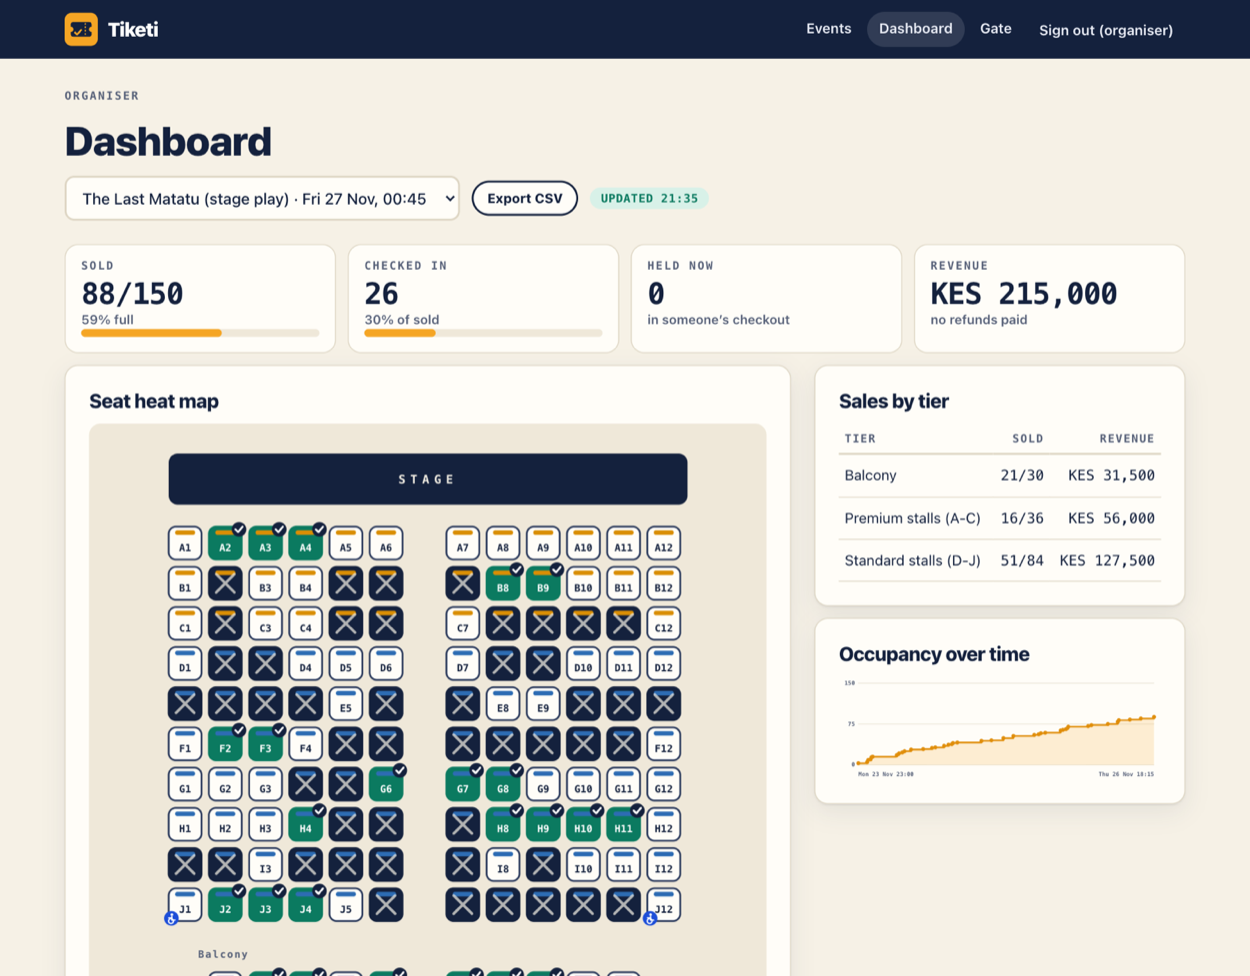 Tiketi
Events Dashboard Gate Sign out (organiser)
ORGANISER
Dashboard
The Last Matatu (stage play) · Fri 27 Nov, 00:45
Export CSV
UPDATED 21:35
SOLD
88/150
59% full
CHECKED IN
26
30% of sold
HELD NOW
0
in someone's checkout
REVENUE
KES 215,000
no refunds paid
Seat heat map
STAGE
A1 A2 A3 A4 A5 A6 A7 A8 A9 A10 A11 A12
B1 B3 B4 B8 B9 B10 B11 B12
C1 C3 C4 C7 C12
D1 D4 D5 D6 D7 D10 D11 D12
E5 E8 E9
F1 F2 F3 F4 F12
G1 G2 G3 G6 G7 G8 G9 G10 G11 G12
H1 H2 H3 H4 H8 H9 H10 H11 H12
I3 I8 I10 I11 I12
J1 J2 J3 J4 J5 J12
Balcony
Sales by tier
TIER SOLD REVENUE
Balcony 21/30 KES 31,500
Premium stalls (A-C) 16/36 KES 56,000
Standard stalls (D-J) 51/84 KES 127,500
Occupancy over time
150
75
0
Mon 23 Nov 23:00 Thu 26 Nov 18:15